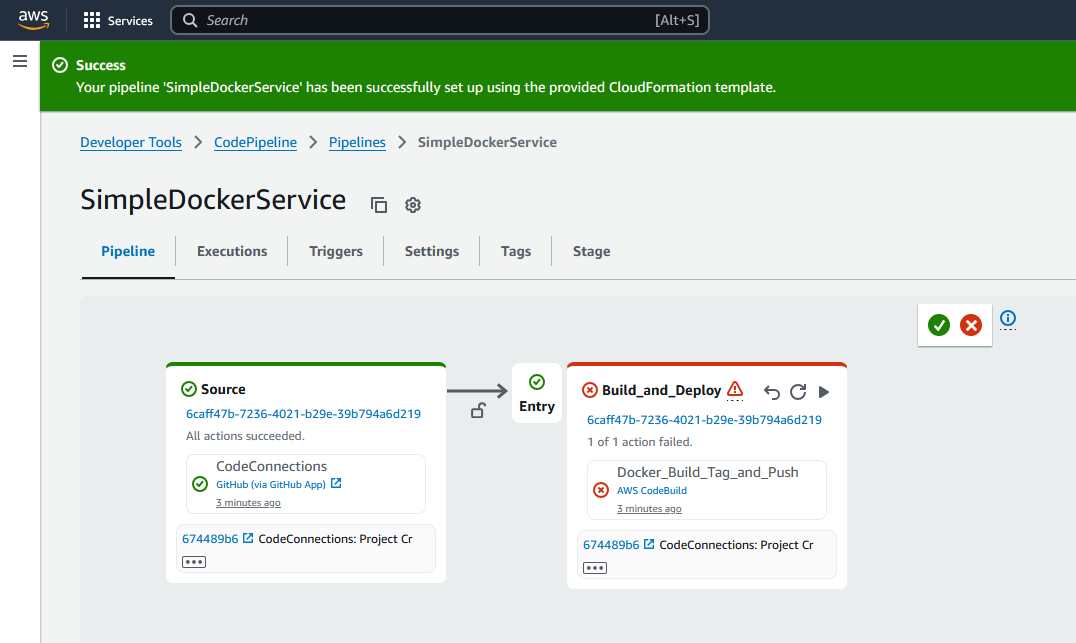 aws
Services
Search
[Alt+S]
Success
Your pipeline 'SimpleDockerService' has been successfully set up using the provided CloudFormation template.
Developer Tools > CodePipeline > Pipelines > SimpleDockerService
SimpleDockerService
Pipeline
Executions
Triggers
Settings
Tags
Stage
Source
6caff47b-7236-4021-b29e-39b794a6d219
All actions succeeded.
CodeConnections
GitHub (via GitHub App)
3 minutes ago
674489b6 CodeConnections: Project Cr
Entry
Build_and_Deploy
6caff47b-7236-4021-b29e-39b794a6d219
1 of 1 action failed.
Docker_Build_Tag_and_Push
AWS CodeBuild
3 minutes ago
674489b6 CodeConnections: Project Cr